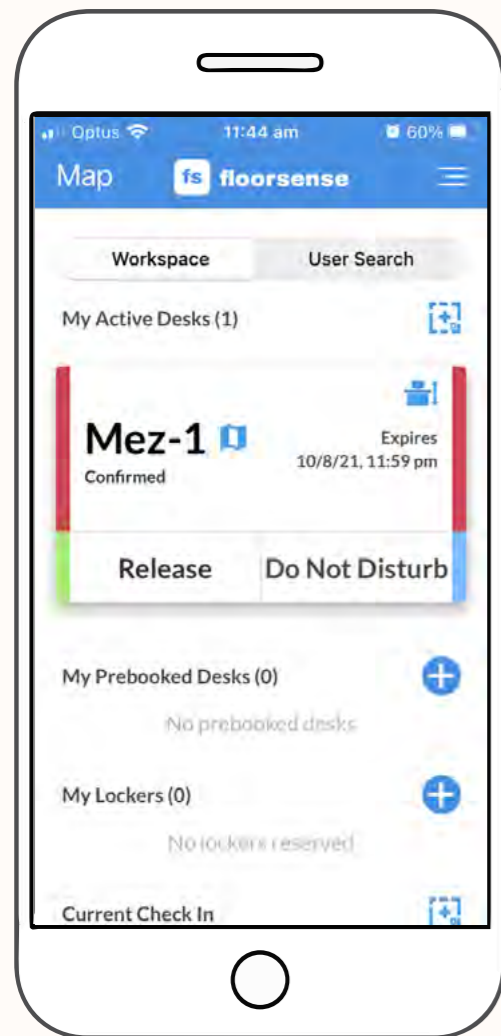 Optus 11:44 am 60%
Map fs floorsense
Workspace User Search
My Active Desks (1)
Mez-1
Confirmed
Expires
10/8/21, 11:59 pm
Release Do Not Disturb
My Prebooked Desks (0)
No prebooked desks
My Lockers (0)
No lockers reserved
Current Check In